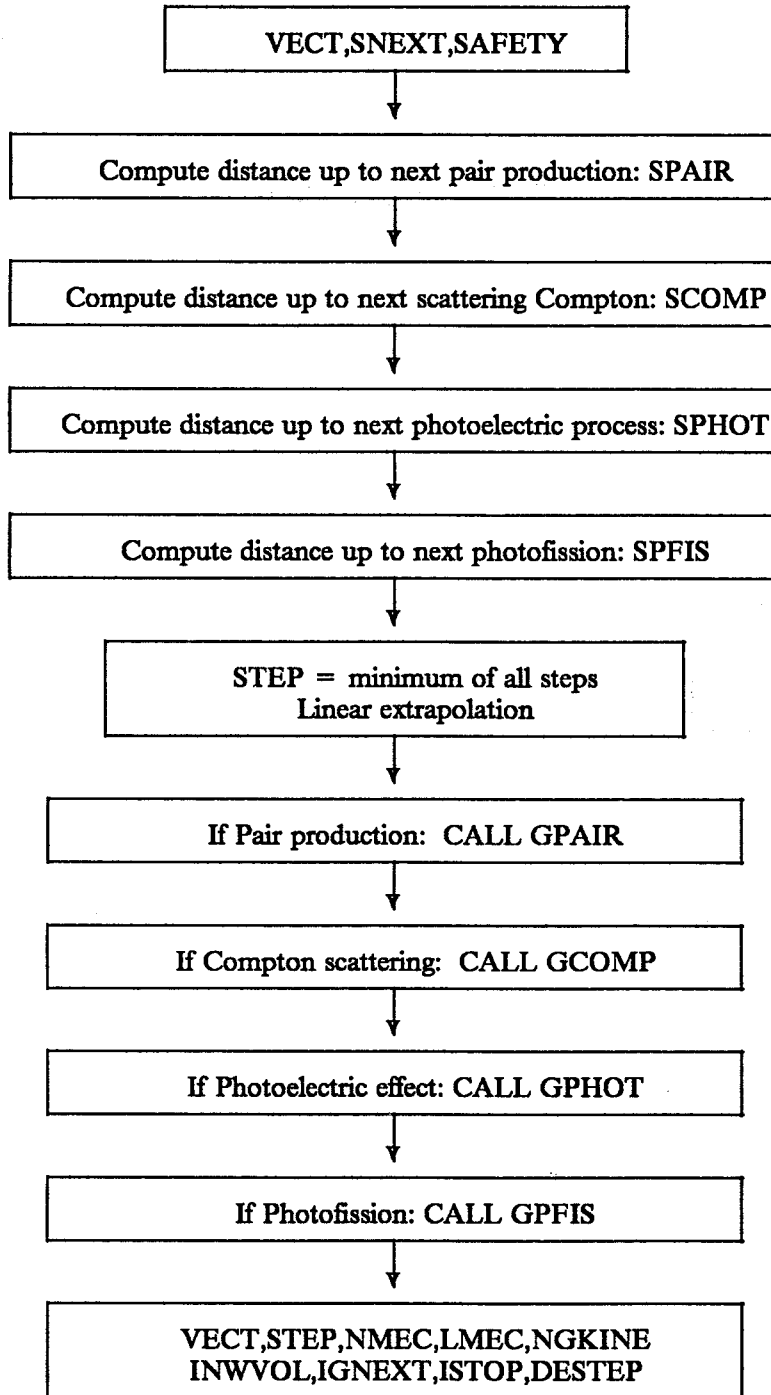 VECT,SNEXT,SAFETY
Compute distance up to next pair production: SPAIR
Compute distance up to next scattering Compton: SCOMP
Compute distance up to next photoelectric process: SPHOT
Compute distance up to next photofission: SPFIS
STEP = minimum of all steps
Linear extrapolation
If Pair production: CALL GPAIR
If Compton scattering: CALL GCOMP
If Photoelectric effect: CALL GPHOT
If Photofission: CALL GPFIS
VECT,STEP,NMEC,LMEC,NGKINE
INWVOL,IGNEXT,ISTOP,DESTEP